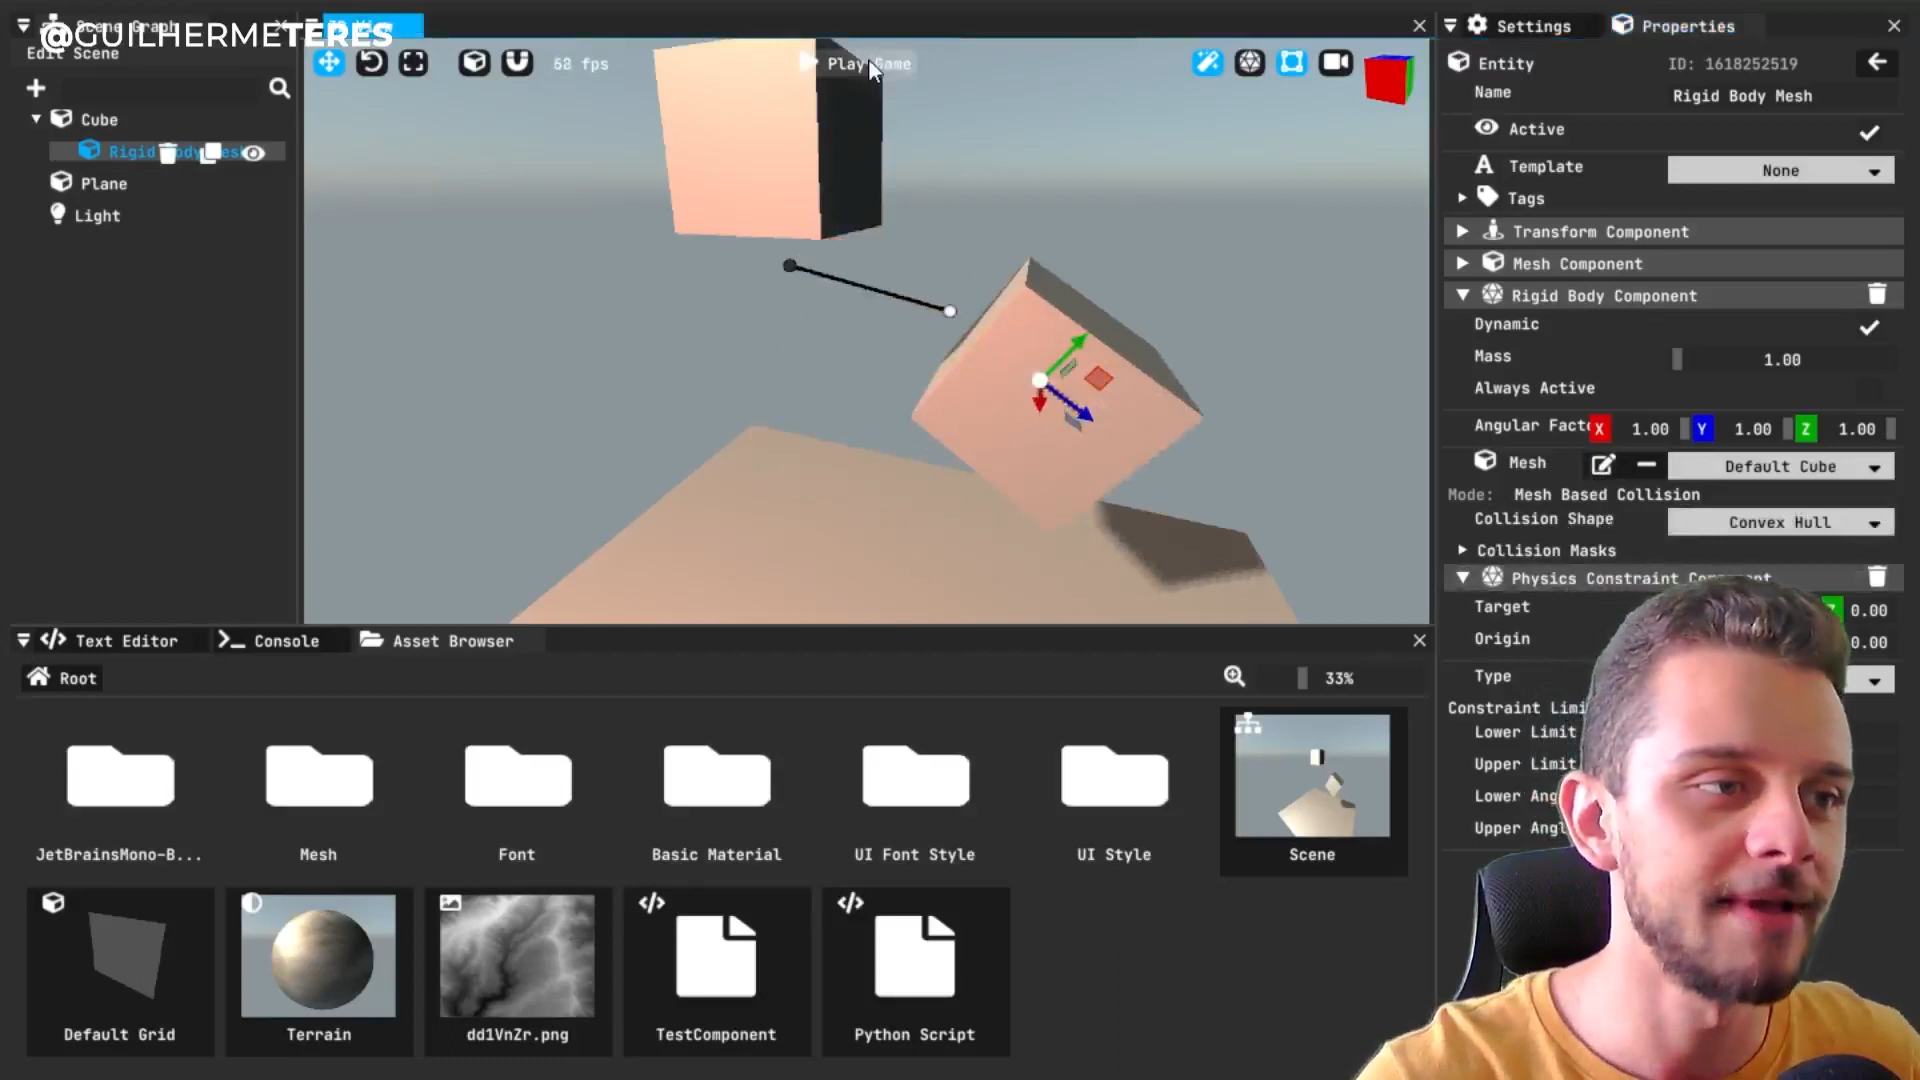 Scene Graph
@GUILHERMETERES
Edit Scene
Cube
Rigid Body Mesh
Plane
Light
3D View
68 fps
Play Game
Settings
Properties
Entity
ID: 1618252519
Name
Rigid Body Mesh
Active
Template
None
Tags
Transform Component
Mesh Component
Rigid Body Component
Dynamic
Mass
1.00
Always Active
Angular Facto
X 1.00 Y 1.00 Z 1.00
Mesh
Default Cube
Mode: Mesh Based Collision
Collision Shape
Convex Hull
Collision Masks
Physics Constraint Component
Target
Z 0.00
Origin
0.00
Type
Constraint Limi
Lower Limit
Upper Limit
Lower Ang
Upper Angl
Text Editor
Console
Asset Browser
Root
33%
JetBrainsMono-B...
Mesh
Font
Basic Material
UI Font Style
UI Style
Scene
Default Grid
Terrain
dd1VnZr.png
TestComponent
Python Script